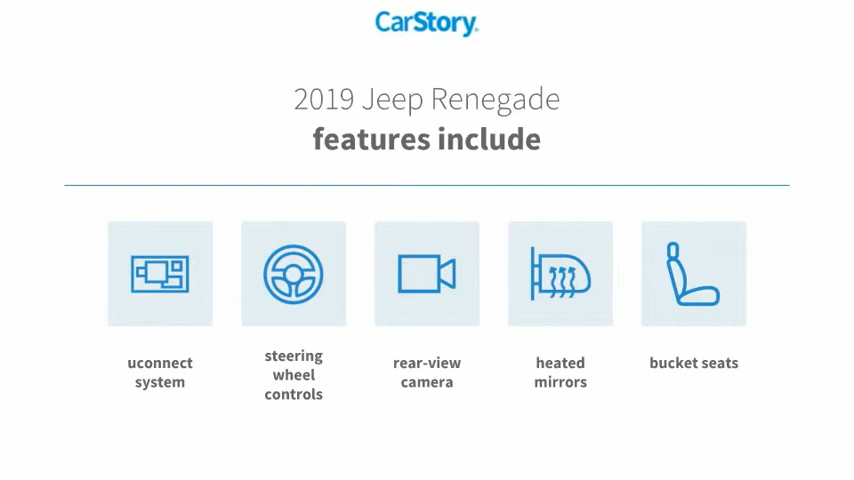 CarStory
2019 Jeep Renegade
features include
uconnect
system
steering
wheel
controls
rear-view
camera
heated
mirrors
bucket seats